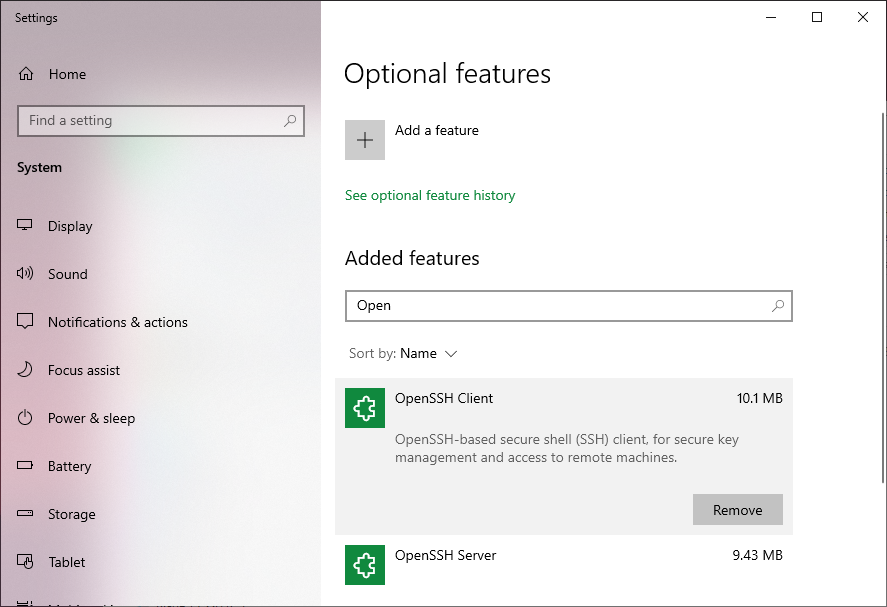 Settings
Home
Find a setting
System
Display
Sound
Notifications & actions
Focus assist
Power & sleep
Battery
Storage
Tablet
Optional features
Add a feature
See optional feature history
Added features
Open
Sort by: Name
OpenSSH Client
10.1 MB
OpenSSH-based secure shell (SSH) client, for secure key
management and access to remote machines.
Remove
OpenSSH Server
9.43 MB